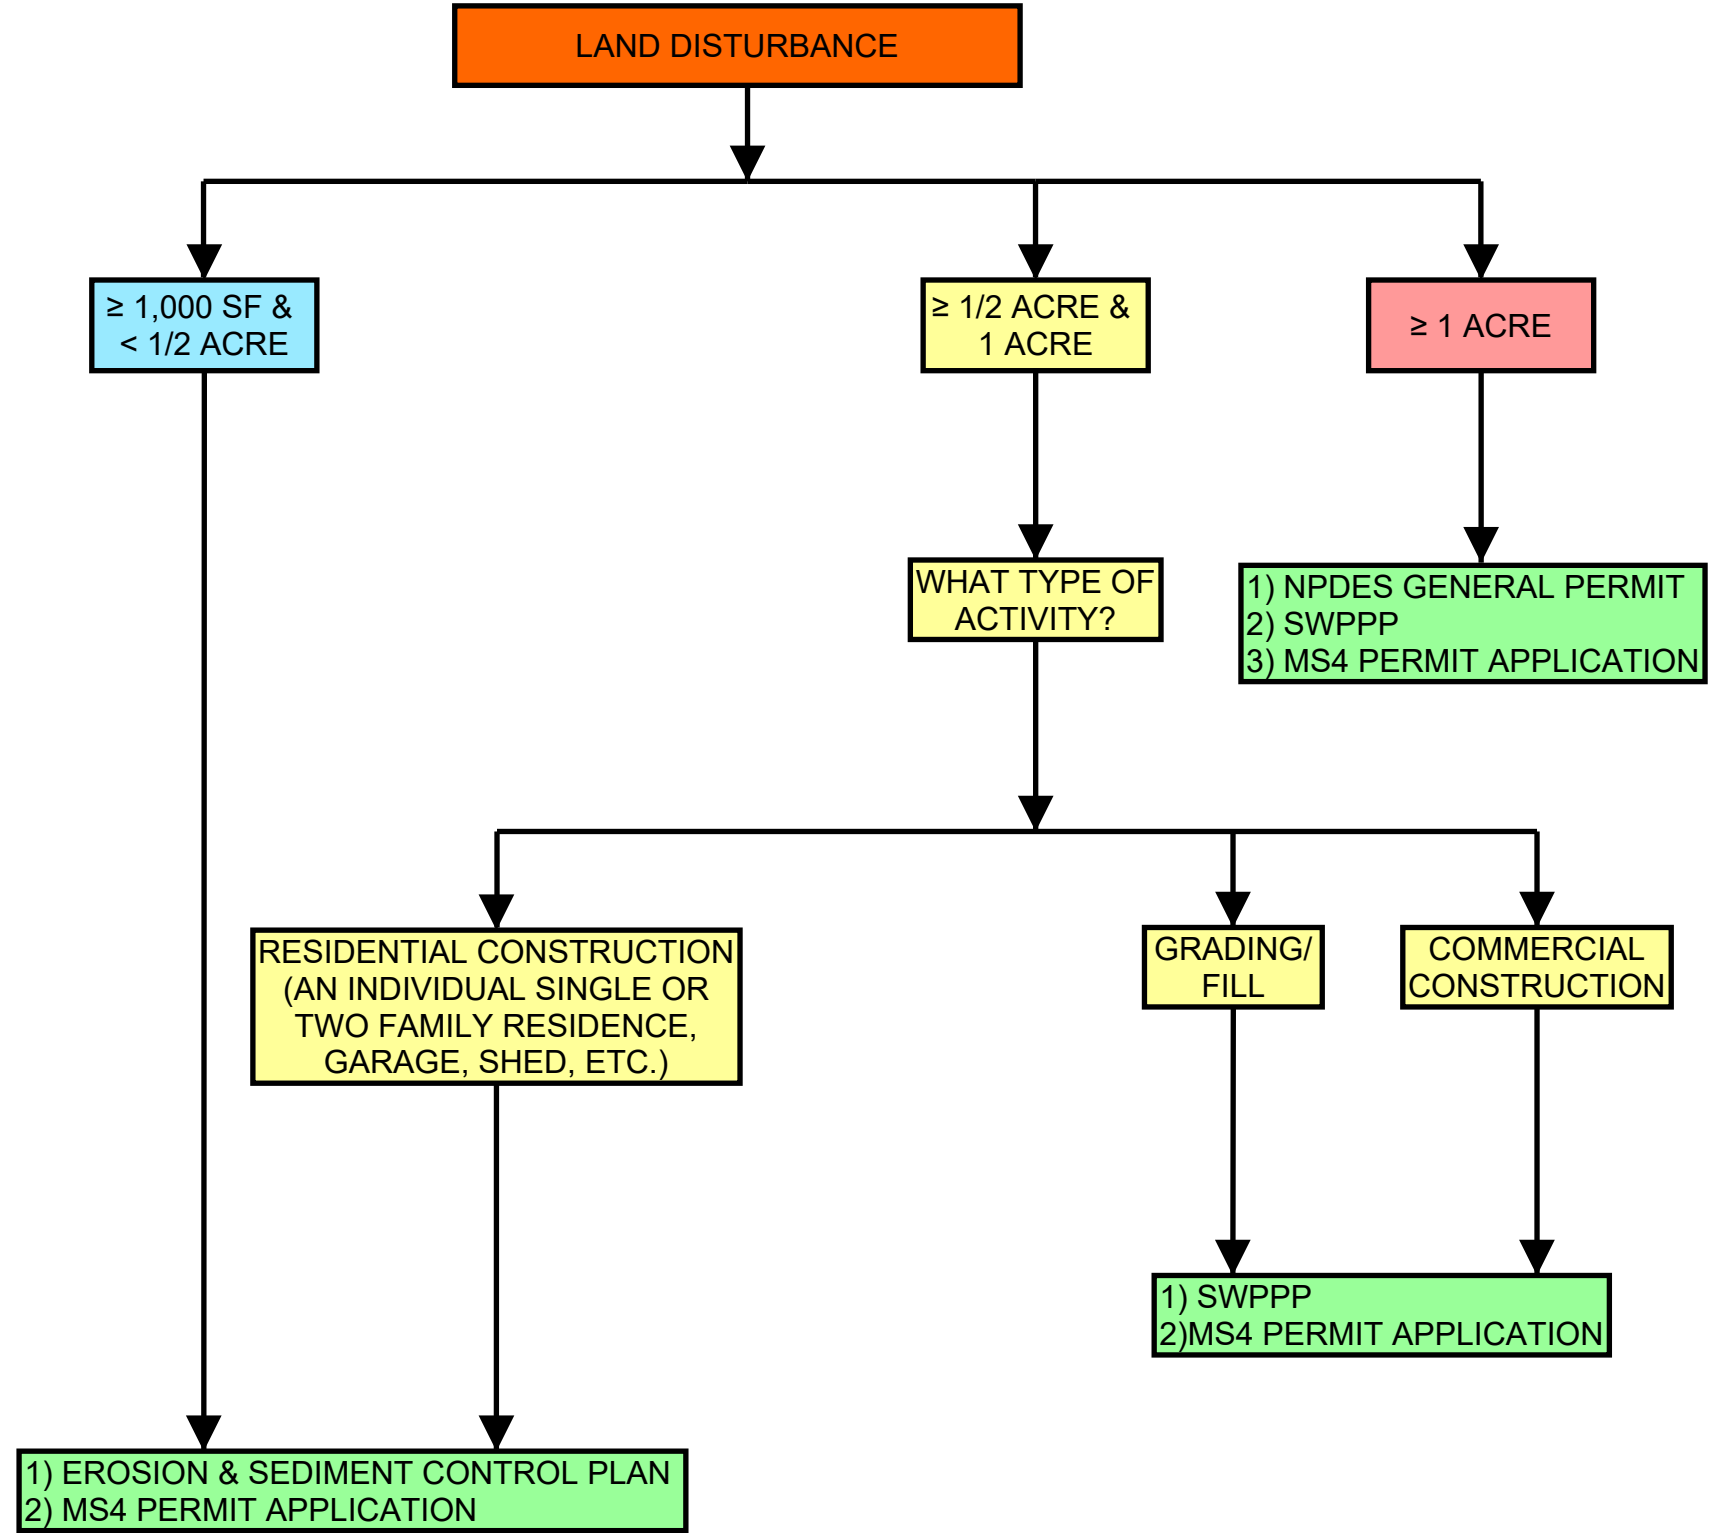 LAND DISTURBANCE
≥ 1,000 SF &
< 1/2 ACRE
≥ 1/2 ACRE &
1 ACRE
≥ 1 ACRE
WHAT TYPE OF
ACTIVITY?
1) NPDES GENERAL PERMIT
2) SWPPP
3) MS4 PERMIT APPLICATION
RESIDENTIAL CONSTRUCTION
(AN INDIVIDUAL SINGLE OR
TWO FAMILY RESIDENCE,
GARAGE, SHED, ETC.)
GRADING/
FILL
COMMERCIAL
CONSTRUCTION
1) SWPPP
2)MS4 PERMIT APPLICATION
1) EROSION & SEDIMENT CONTROL PLAN
2) MS4 PERMIT APPLICATION